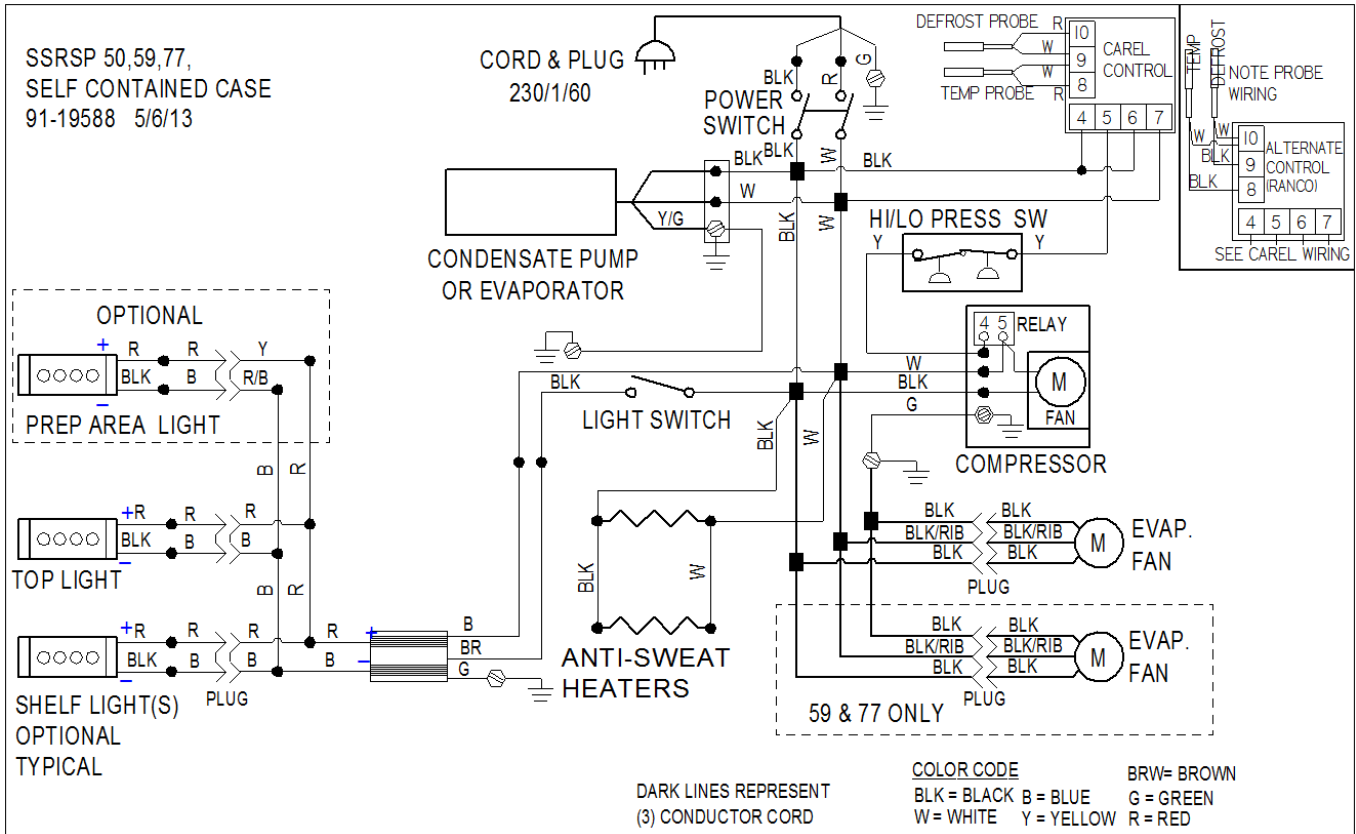 SSRSP 50,59,77,
SELF CONTAINED CASE
91-19588 5/6/13
CORD & PLUG
230/1/60
BLK
R
G
POWER
SWITCH
BLK
W
DEFROST PROBE R
W
W
TEMP PROBE R
10
9
8
CAREL
CONTROL
4 5 6 7
TEMP
DEFROST
NOTE PROBE
WIRING
W W
BLK
BLK
10
9
8
ALTERNATE
CONTROL
(RANCO)
4 5 6 7
SEE CAREL WIRING
BLK
BLK
W
Y/G
CONDENSATE PUMP
OR EVAPORATOR
BLK
W
HI/LO PRESS SW
Y
Y
OPTIONAL
+
R R Y
BLK B R/B
–
PREP AREA LIGHT
BLK
LIGHT SWITCH
W
BLK
G
4 5 RELAY
M
FAN
COMPRESSOR
BLK
W
B
R
+R R R
BLK B B
–
TOP LIGHT
B
R
BLK
W
BLK BLK
BLK/RIB BLK/RIB
BLK BLK
PLUG
M
EVAP.
FAN
+R R R R
BLK B B B
–
PLUG
SHELF LIGHT(S)
OPTIONAL
TYPICAL
+
–
B
BR
G
ANTI-SWEAT
HEATERS
BLK BLK
BLK/RIB BLK/RIB
BLK BLK
PLUG
M
EVAP.
FAN
59 & 77 ONLY
DARK LINES REPRESENT
(3) CONDUCTOR CORD
COLOR CODE
BRW= BROWN
BLK = BLACK B = BLUE G = GREEN
W = WHITE Y = YELLOW R = RED